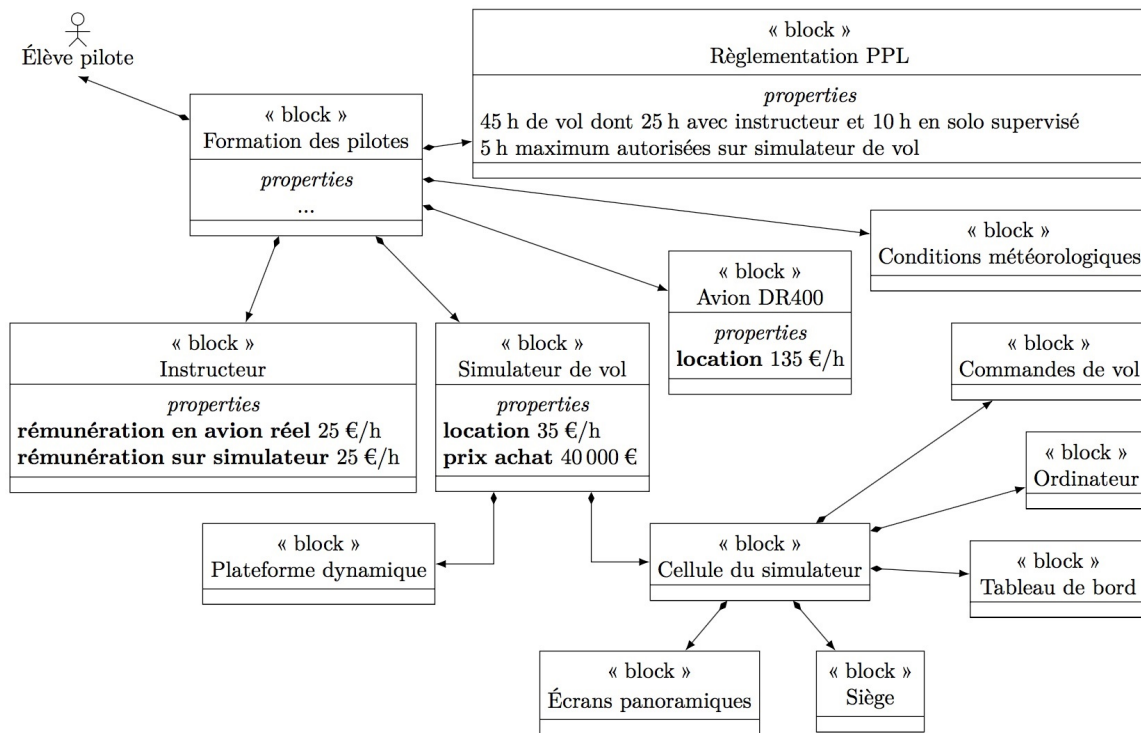 Élève pilote
« block »
Règlementation PPL
properties
45 h de vol dont 25 h avec instructeur et 10 h en solo supervisé
5 h maximum autorisées sur simulateur de vol
« block »
Formation des pilotes
properties
...
« block »
Conditions météorologiques
« block »
Avion DR400
properties
location 135 €/h
« block »
Instructeur
properties
rémunération en avion réel 25 €/h
rémunération sur simulateur 25 €/h
« block »
Simulateur de vol
properties
location 35 €/h
prix achat 40 000 €
« block »
Commandes de vol
« block »
Ordinateur
« block »
Plateforme dynamique
« block »
Cellule du simulateur
« block »
Tableau de bord
« block »
Écrans panoramiques
« block »
Siège